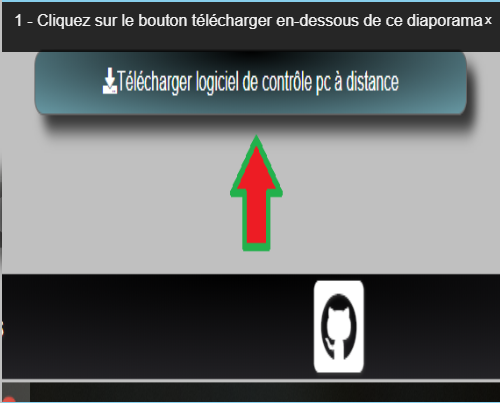 1 - Cliquez sur le bouton télécharger en-dessous de ce diaporama x
Télécharger logiciel de contrôle pc à distance